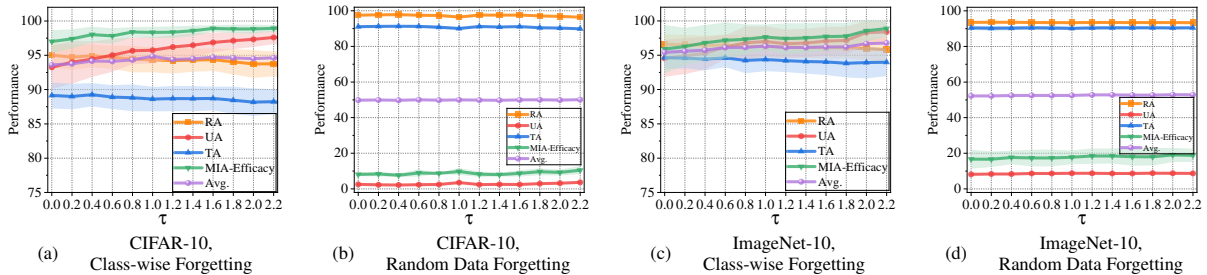 Performance
100
95
90
85
80
75
RA
UA
TA
MIA-Efficacy
Avg.
0.0 0.2 0.4 0.6 0.8 1.0 1.2 1.4 1.6 1.8 2.0 2.2
τ
(a)
CIFAR-10,
Class-wise Forgetting
Performance
100
80
60
40
20
0
RA
UA
TA
MIA-Efficacy
Avg.
0.0 0.2 0.4 0.6 0.8 1.0 1.2 1.4 1.6 1.8 2.0 2.2
τ
(b)
CIFAR-10,
Random Data Forgetting
Performance
100
95
90
85
80
75
RA
UA
TA
MIA-Efficacy
Avg.
0.0 0.2 0.4 0.6 0.8 1.0 1.2 1.4 1.6 1.8 2.0 2.2
τ
(c)
ImageNet-10,
Class-wise Forgetting
Performance
100
80
60
40
20
0
RA
UA
TA
MIA-Efficacy
Avg.
0.0 0.2 0.4 0.6 0.8 1.0 1.2 1.4 1.6 1.8 2.0 2.2
τ
(d)
ImageNet-10,
Random Data Forgetting